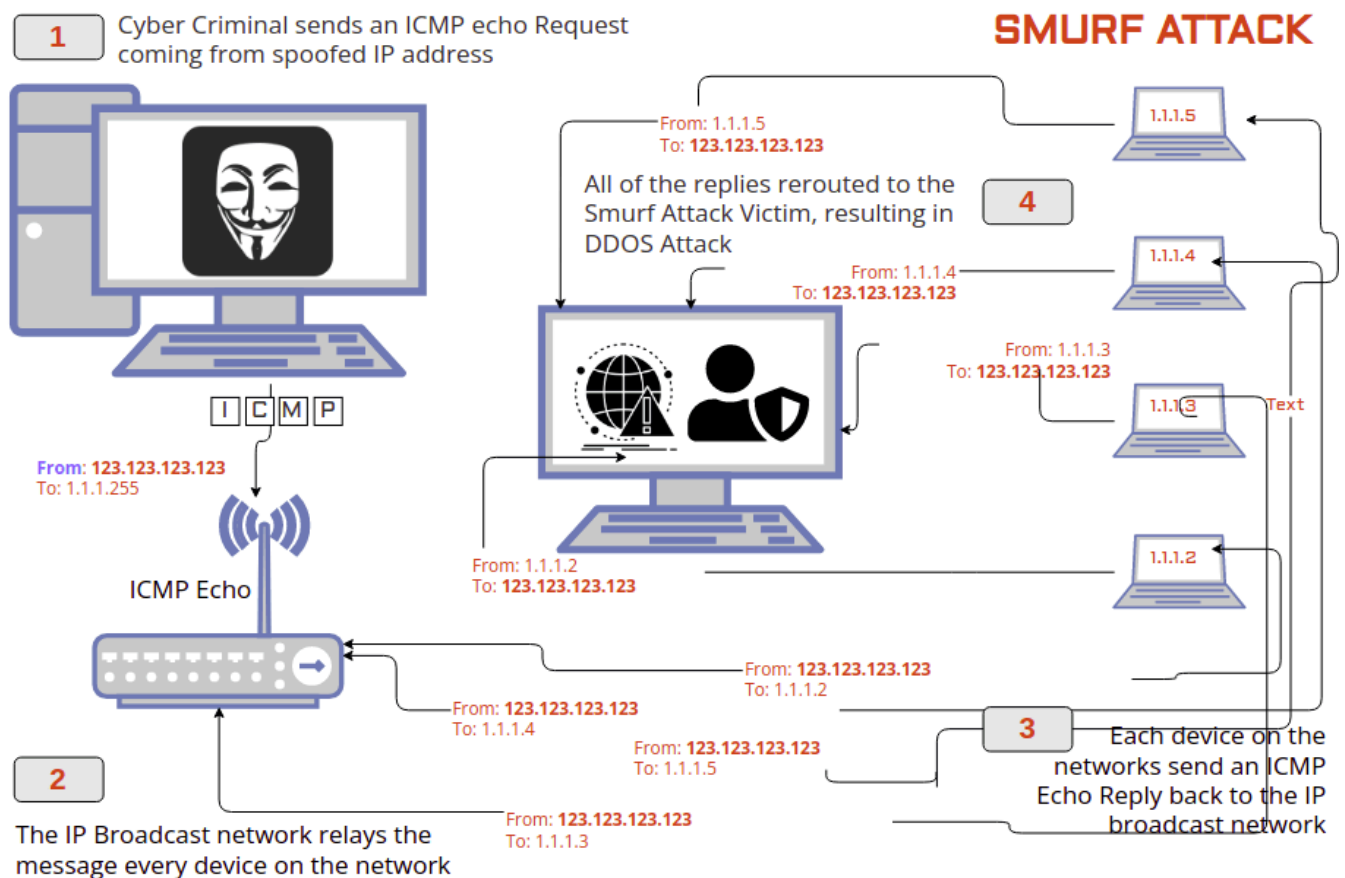 SMURF ATTACK
1
Cyber Criminal sends an ICMP echo Request
coming from spoofed IP address
From: 1.1.1.5
To: 123.123.123.123
1.1.1.5
All of the replies rerouted to the
Smurf Attack Victim, resulting in
DDOS Attack
4
1.1.1.4
From: 1.1.1.4
To: 123.123.123.123
From: 1.1.1.3
To: 123.123.123.123
1.1.1.3
Text
I C M P
From: 123.123.123.123
To: 1.1.1.255
1.1.1.2
From: 1.1.1.2
To: 123.123.123.123
ICMP Echo
From: 123.123.123.123
To: 1.1.1.2
From: 123.123.123.123
To: 1.1.1.4
From: 123.123.123.123
To: 1.1.1.5
3
Each device on the
networks send an ICMP
Echo Reply back to the IP
broadcast network
2
The IP Broadcast network relays the
message every device on the network
From: 123.123.123.123
To: 1.1.1.3